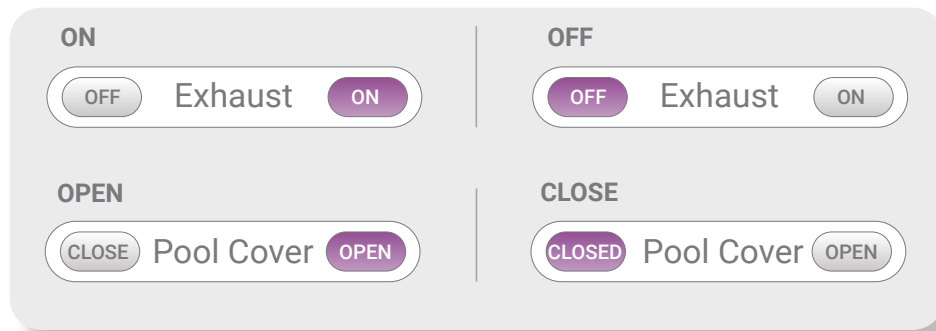 ON
OFF
OFF Exhaust ON
OFF Exhaust ON
OPEN
CLOSE
CLOSE Pool Cover OPEN
CLOSED Pool Cover OPEN